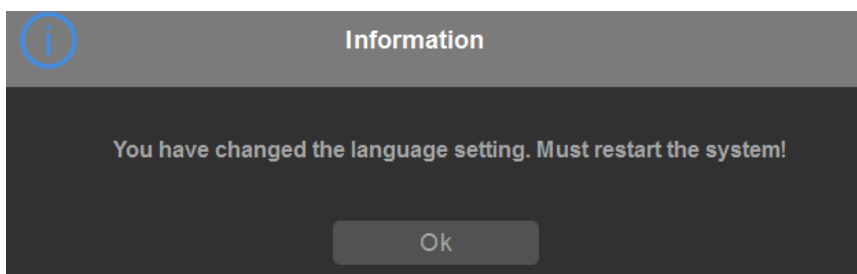 Information
You have changed the language setting. Must restart the system!
Ok